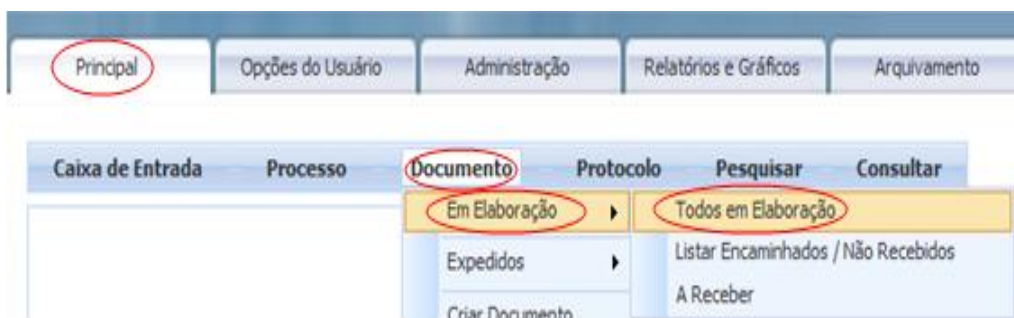 Principal Opções do Usuário Administração Relatórios e Gráficos Arquivamento
Caixa de Entrada Processo Documento Protocolo Pesquisar Consultar
Em Elaboração Todos em Elaboração
Expedidos Listar Encaminhados / Não Recebidos
A Receber
Criar Documento